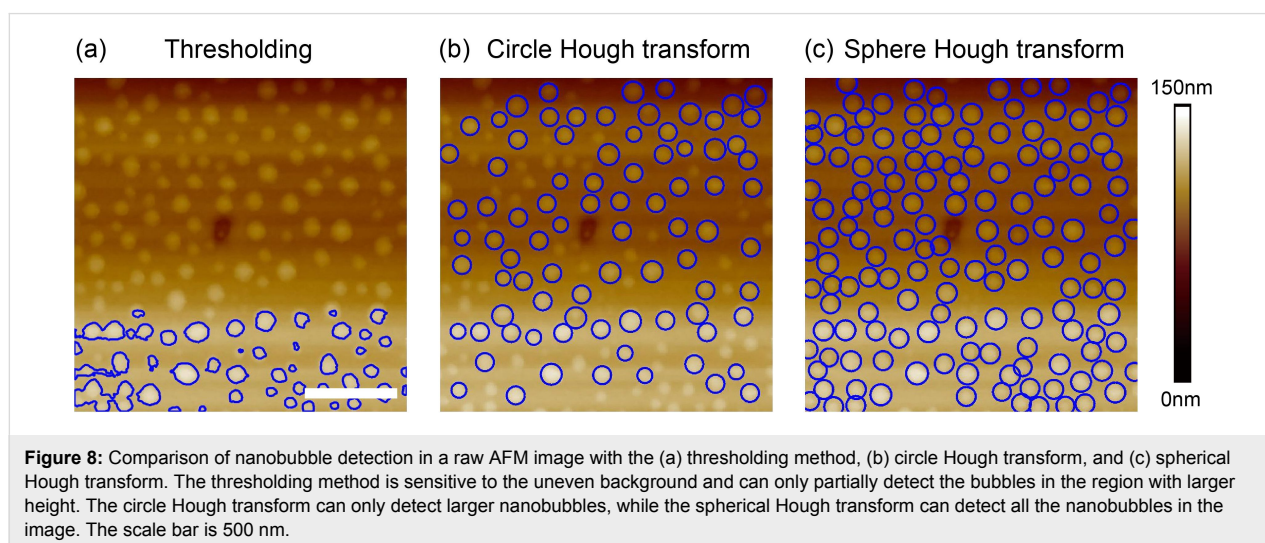 (a) Thresholding
(b) Circle Hough transform
(c) Sphere Hough transform
150nm
0nm
Figure 8: Comparison of nanobubble detection in a raw AFM image with the (a) thresholding method, (b) circle Hough transform, and (c) spherical
Hough transform. The thresholding method is sensitive to the uneven background and can only partially detect the bubbles in the region with larger
height. The circle Hough transform can only detect larger nanobubbles, while the spherical Hough transform can detect all the nanobubbles in the
image. The scale bar is 500 nm.